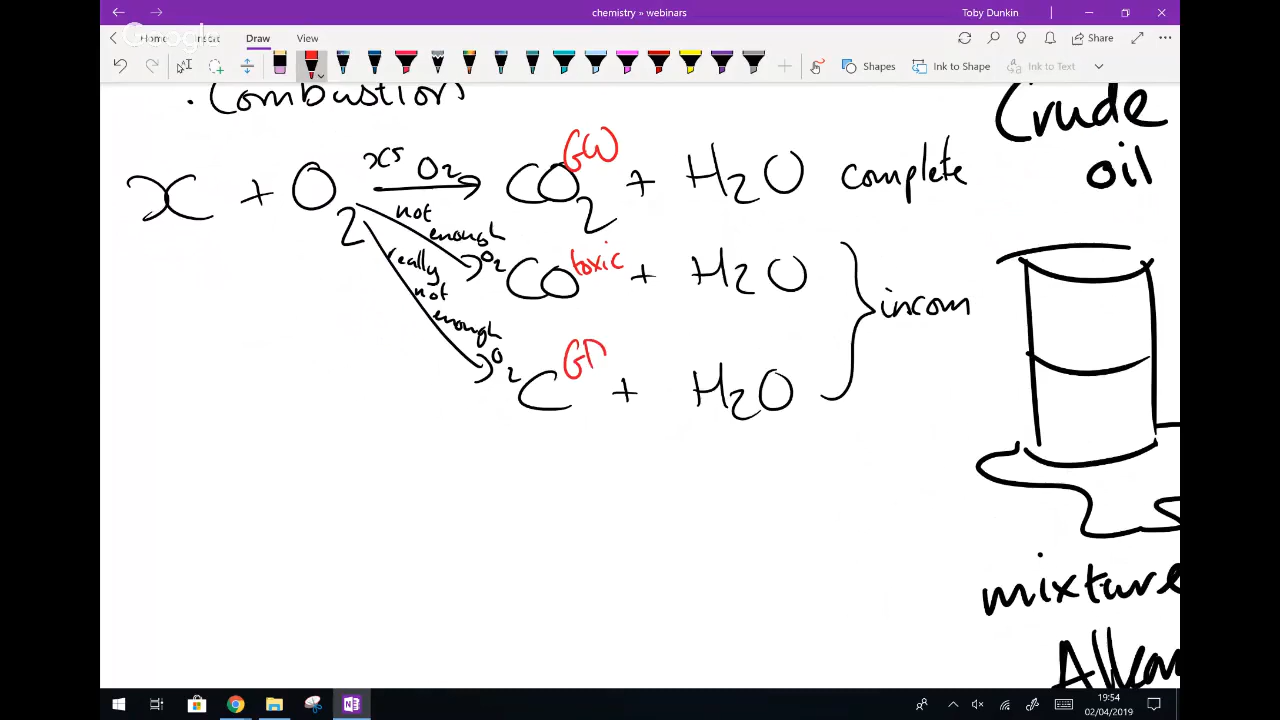 chemistry » webinars
Toby Dunkin
Google
Home
Draw
View
Share
Shapes
Ink to Shape
Ink to Text
· Combustion
x + O2 xs O2 CO2 GW + H2O complete
not enough O2 CO toxic + H2O
really not enough O2 C + H2O
incom
Crude
oil
mixture
Alkan
19:54
02/04/2019